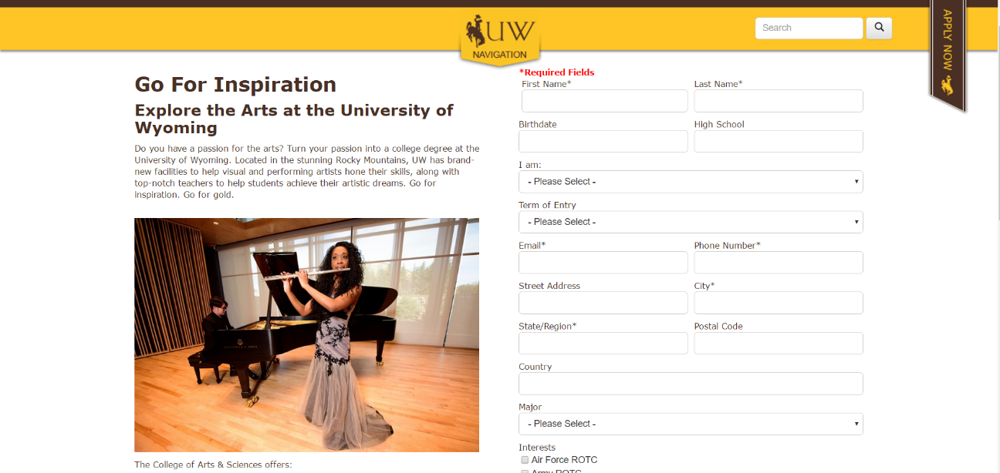 UW
NAVIGATION
Search
APPLY NOW
Go For Inspiration
Explore the Arts at the University of
Wyoming
Do you have a passion for the arts? Turn your passion into a college degree at the
University of Wyoming. Located in the stunning Rocky Mountains, UW has brand-
new facilities to help visual and performing artists hone their skills, along with
top-notch teachers to help students achieve their artistic dreams. Go for
inspiration. Go for gold.
The College of Arts & Sciences offers:
*Required Fields
First Name*
Last Name*
Birthdate
High School
I am:
- Please Select -
Term of Entry
- Please Select -
Email*
Phone Number*
Street Address
City*
State/Region*
Postal Code
Country
Major
- Please Select -
Interests
Air Force ROTC
Army ROTC